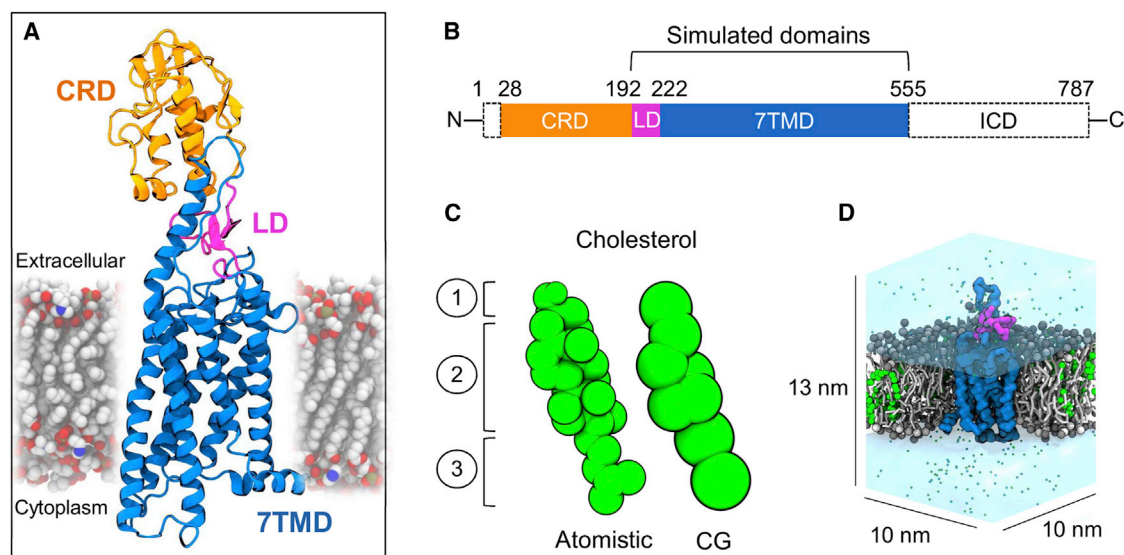 A
CRD
LD
Extracellular
Cytoplasm
7TMD
B
Simulated domains
1 28 192 222 555 787
N CRD LD 7TMD ICD C
C
Cholesterol
1
2
3
Atomistic CG
D
13 nm
10 nm 10 nm